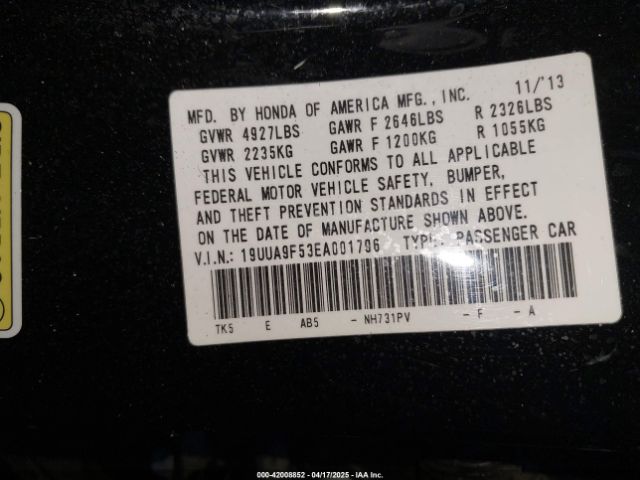 MFD. BY HONDA OF AMERICA MFG., INC. 11/'13
GVWR 4927LBS GAWR F 2646LBS R 2326LBS
GVWR 2235KG GAWR F 1200KG R 1055KG
THIS VEHICLE CONFORMS TO ALL APPLICABLE
FEDERAL MOTOR VEHICLE SAFETY, BUMPER,
AND THEFT PREVENTION STANDARDS IN EFFECT
ON THE DATE OF MANUFACTURE SHOWN ABOVE.
V.I.N.: 19UUA9F53EA001796 TYPE: PASSENGER CAR
TK5 E AB5 - NH731PV - F - A
000-42008852 04/17/2025 - IAA Inc.